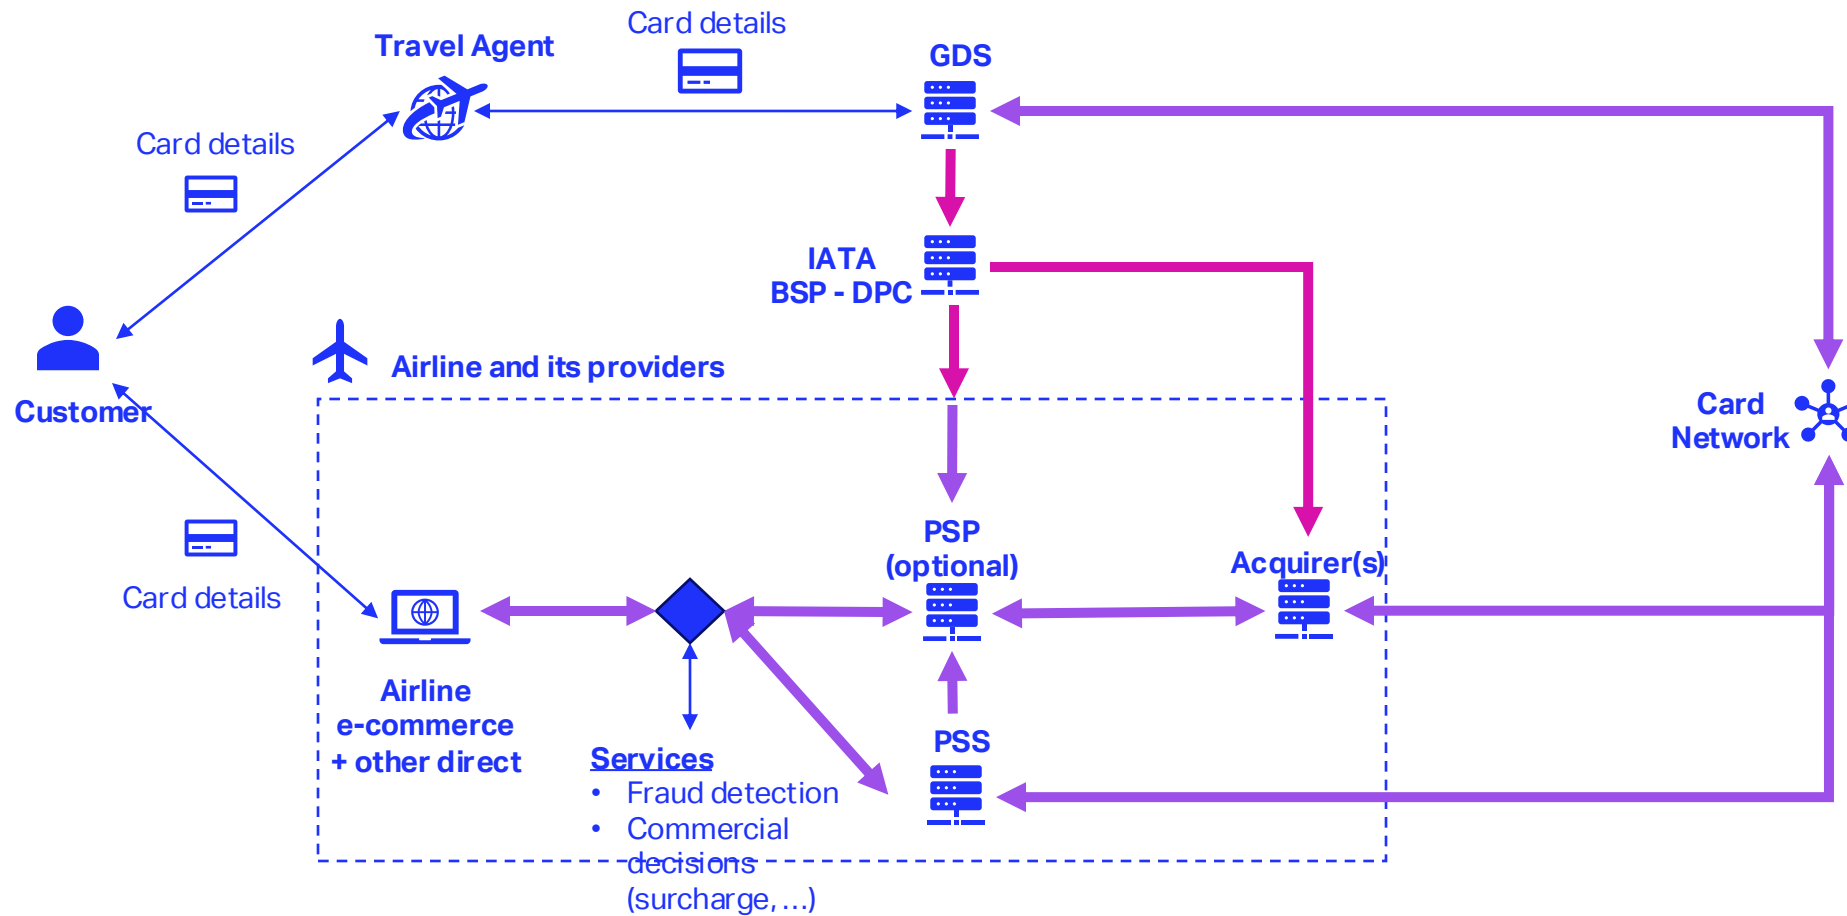 Card details
Travel Agent
GDS
Card details
IATA
BSP - DPC
Airline and its providers
Customer
Card
Network
PSP
(optional)
Acquirer(s)
Card details
Airline
e-commerce
+ other direct
PSS
Services
• Fraud detection
• Commercial
decisions
(surcharge, ...)